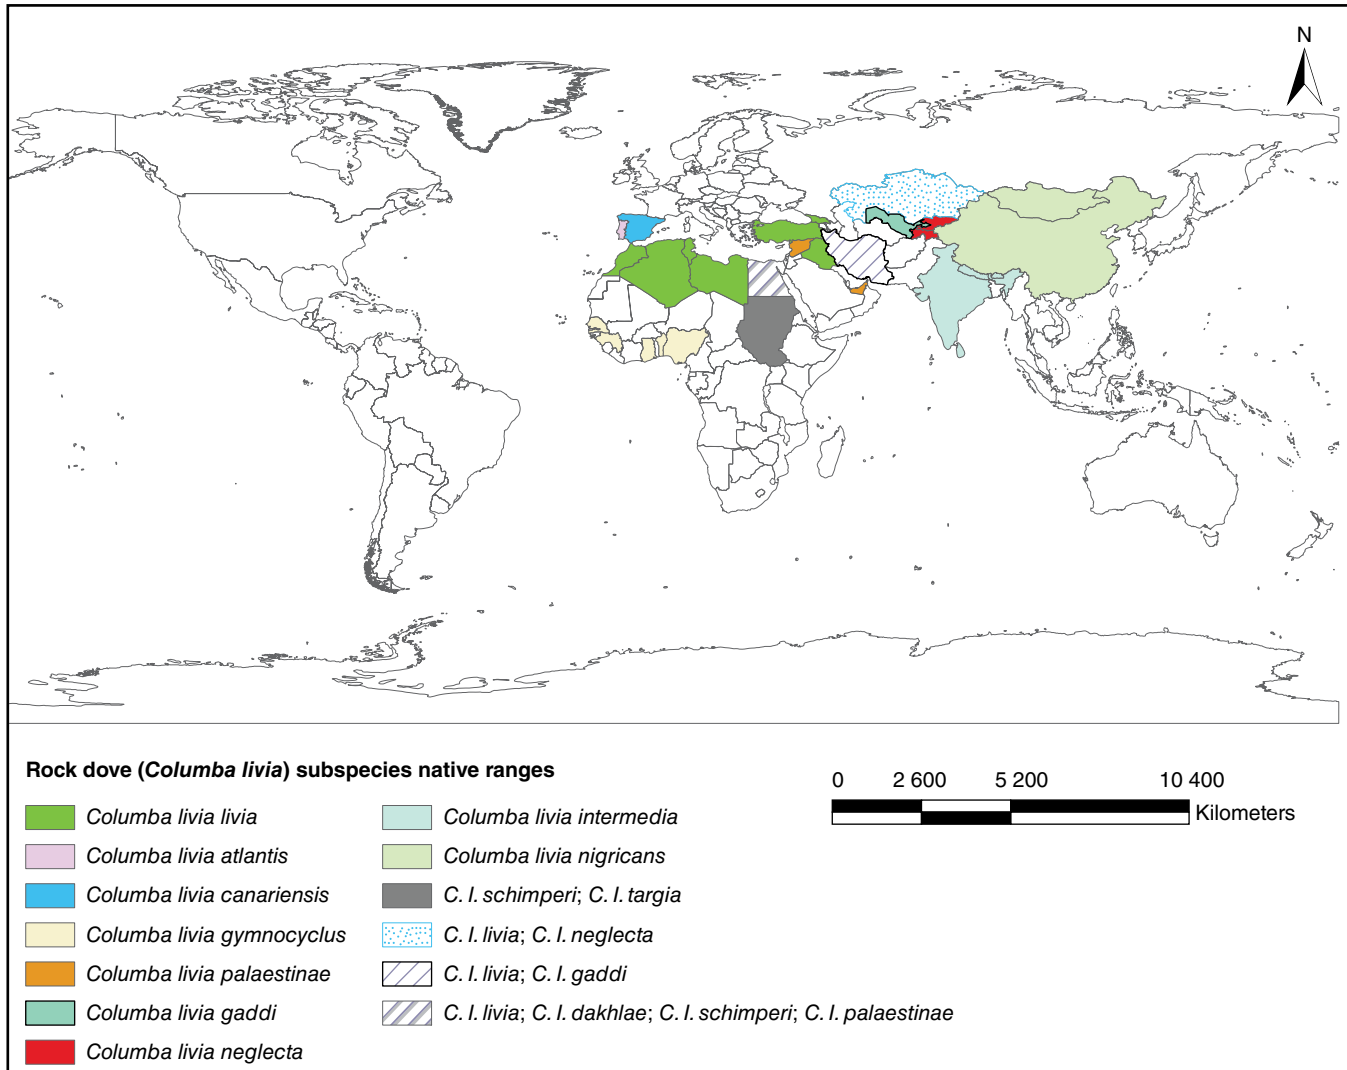 N
Rock dove (Columba livia) subspecies native ranges
Columba livia livia
Columba livia atlantis
Columba livia canariensis
Columba livia gymnocyclus
Columba livia palaestinae
Columba livia gaddi
Columba livia neglecta
Columba livia intermedia
Columba livia nigricans
C. l. schimperi; C. l. targia
C. l. livia; C. l. neglecta
C. l. livia; C. l. gaddi
C. l. livia; C. l. dakhlae; C. l. schimperi; C. l. palaestinae
0 2 600 5 200 10 400
Kilometers